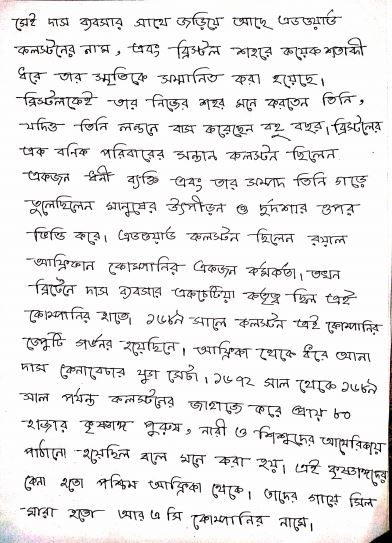 সেই দাস ব্যবসার সাথে জড়িয়ে আছে এডওয়ার্ড
কলস্টনের নাম, এবং ব্রিস্টল শহরে কয়েক শতাব্দী
ধরে তার স্মৃতিকে সম্মানিত করা হয়েছে।
ব্রিস্টলকেই তার নিজের শহর মনে করতেন তিনি,
যদিও তিনি লন্ডনে বাস করেছেন বহু বছর। ব্রিস্টলের
এক বনিক পরিবারের সন্তান কলস্টন ছিলেন
একজন ধনী ব্যক্তি এবং তার সম্পদ তিনি গড়ে
তুলেছিলেন মানুষের উৎপীড়ন ও দুর্দশার ওপর
ভিত্তি করে। এডওয়ার্ড কলস্টন ছিলেন রয়াল
আফ্রিকান কোম্পানির একজন কর্মকর্তা। তখন
ব্রিটেনে দাস ব্যবসার একচেটিয়া কর্তৃত্ব ছিল এই
কোম্পানির হাতে। ১৬৮৯ সালে কলস্টন এই কোম্পানির
ডেপুটি গর্ভনর হয়েছিনে। আফ্রিকা থেকে ধরে আনা
দাস কেনাবেচার যুগ সেটা। ১৬৭২ সাল থেকে ১৬৮৯
সাল পর্যন্ত কলস্টনের জাহাজে করে প্রায় ৮০
হাজার কৃষ্ণাঙ্গ পুরুষ, নারী ও শিশুদের আমেরিকায়
পাঠানো হয়েছিল বলে মনে করা হয়। এই কৃষ্ণাঙ্গদের
কেনা হতো পশ্চিম আফ্রিকা থেকে। তাদের গায়ে সিল
-মারা হতো আর এ সি কোম্পানির নামে।